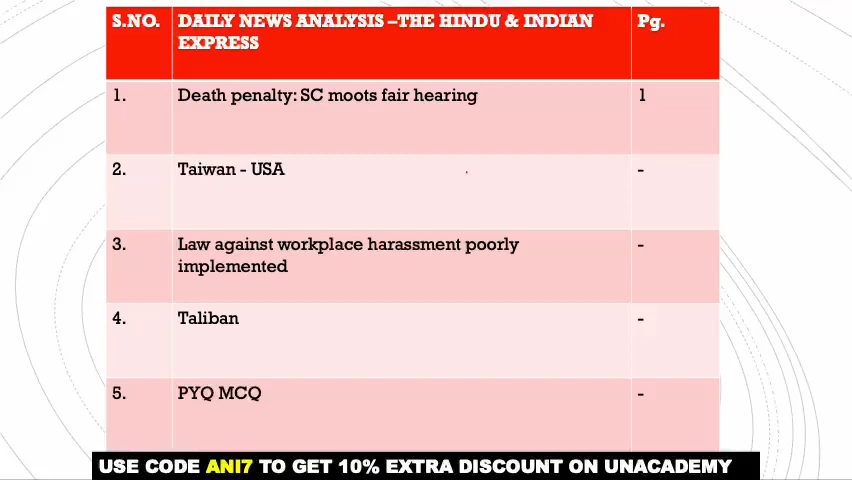 S.NO. DAILY NEWS ANALYSIS –THE HINDU & INDIAN Pg.
EXPRESS
1. Death penalty: SC moots fair hearing 1
2. Taiwan - USA -
3. Law against workplace harassment poorly -
implemented
4. Taliban -
5. PYQ MCQ -
USE CODE ANI7 TO GET 10% EXTRA DISCOUNT ON UNACADEMY